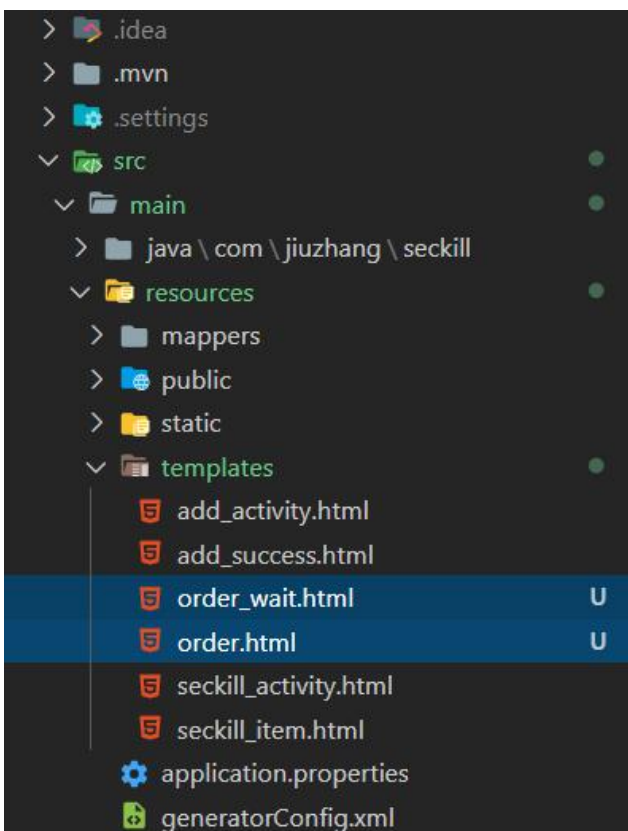 .idea
.mvn
.settings
src
main
java \ com \ jiuzhang \ seckill
resources
mappers
public
static
templates
add_activity.html
add_success.html
order_wait.html U
order.html U
seckill_activity.html
seckill_item.html
application.properties
generatorConfig.xml